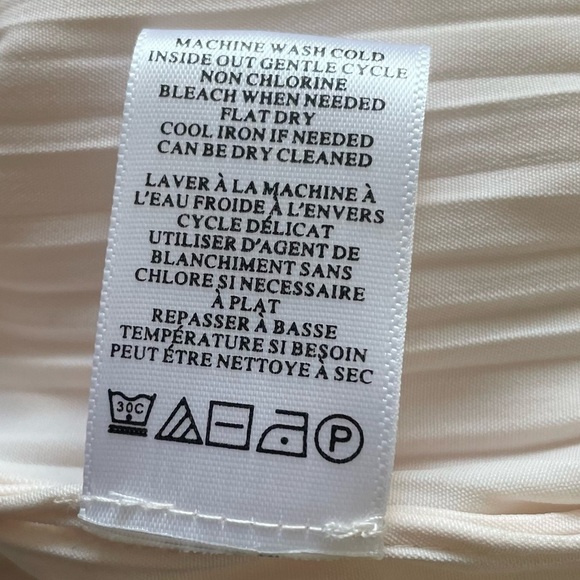 MACHINE WASH COLD
INSIDE OUT GENTLE CYCLE
NON CHLORINE
BLEACH WHEN NEEDED
FLAT DRY
COOL IRON IF NEEDED
CAN BE DRY CLEANED
LAVER À LA MACHINE À
L'EAU FROIDE À L'ENVERS
CYCLE DÉLICAT
UTILISER D'AGENT DE
BLANCHIMENT SANS
CHLORE SI NECESSAIRE
À PLAT
REPASSER À BASSE
TEMPÉRATURE SI BESOIN
PEUT ÉTRE NETTOYE À SEC
30C P